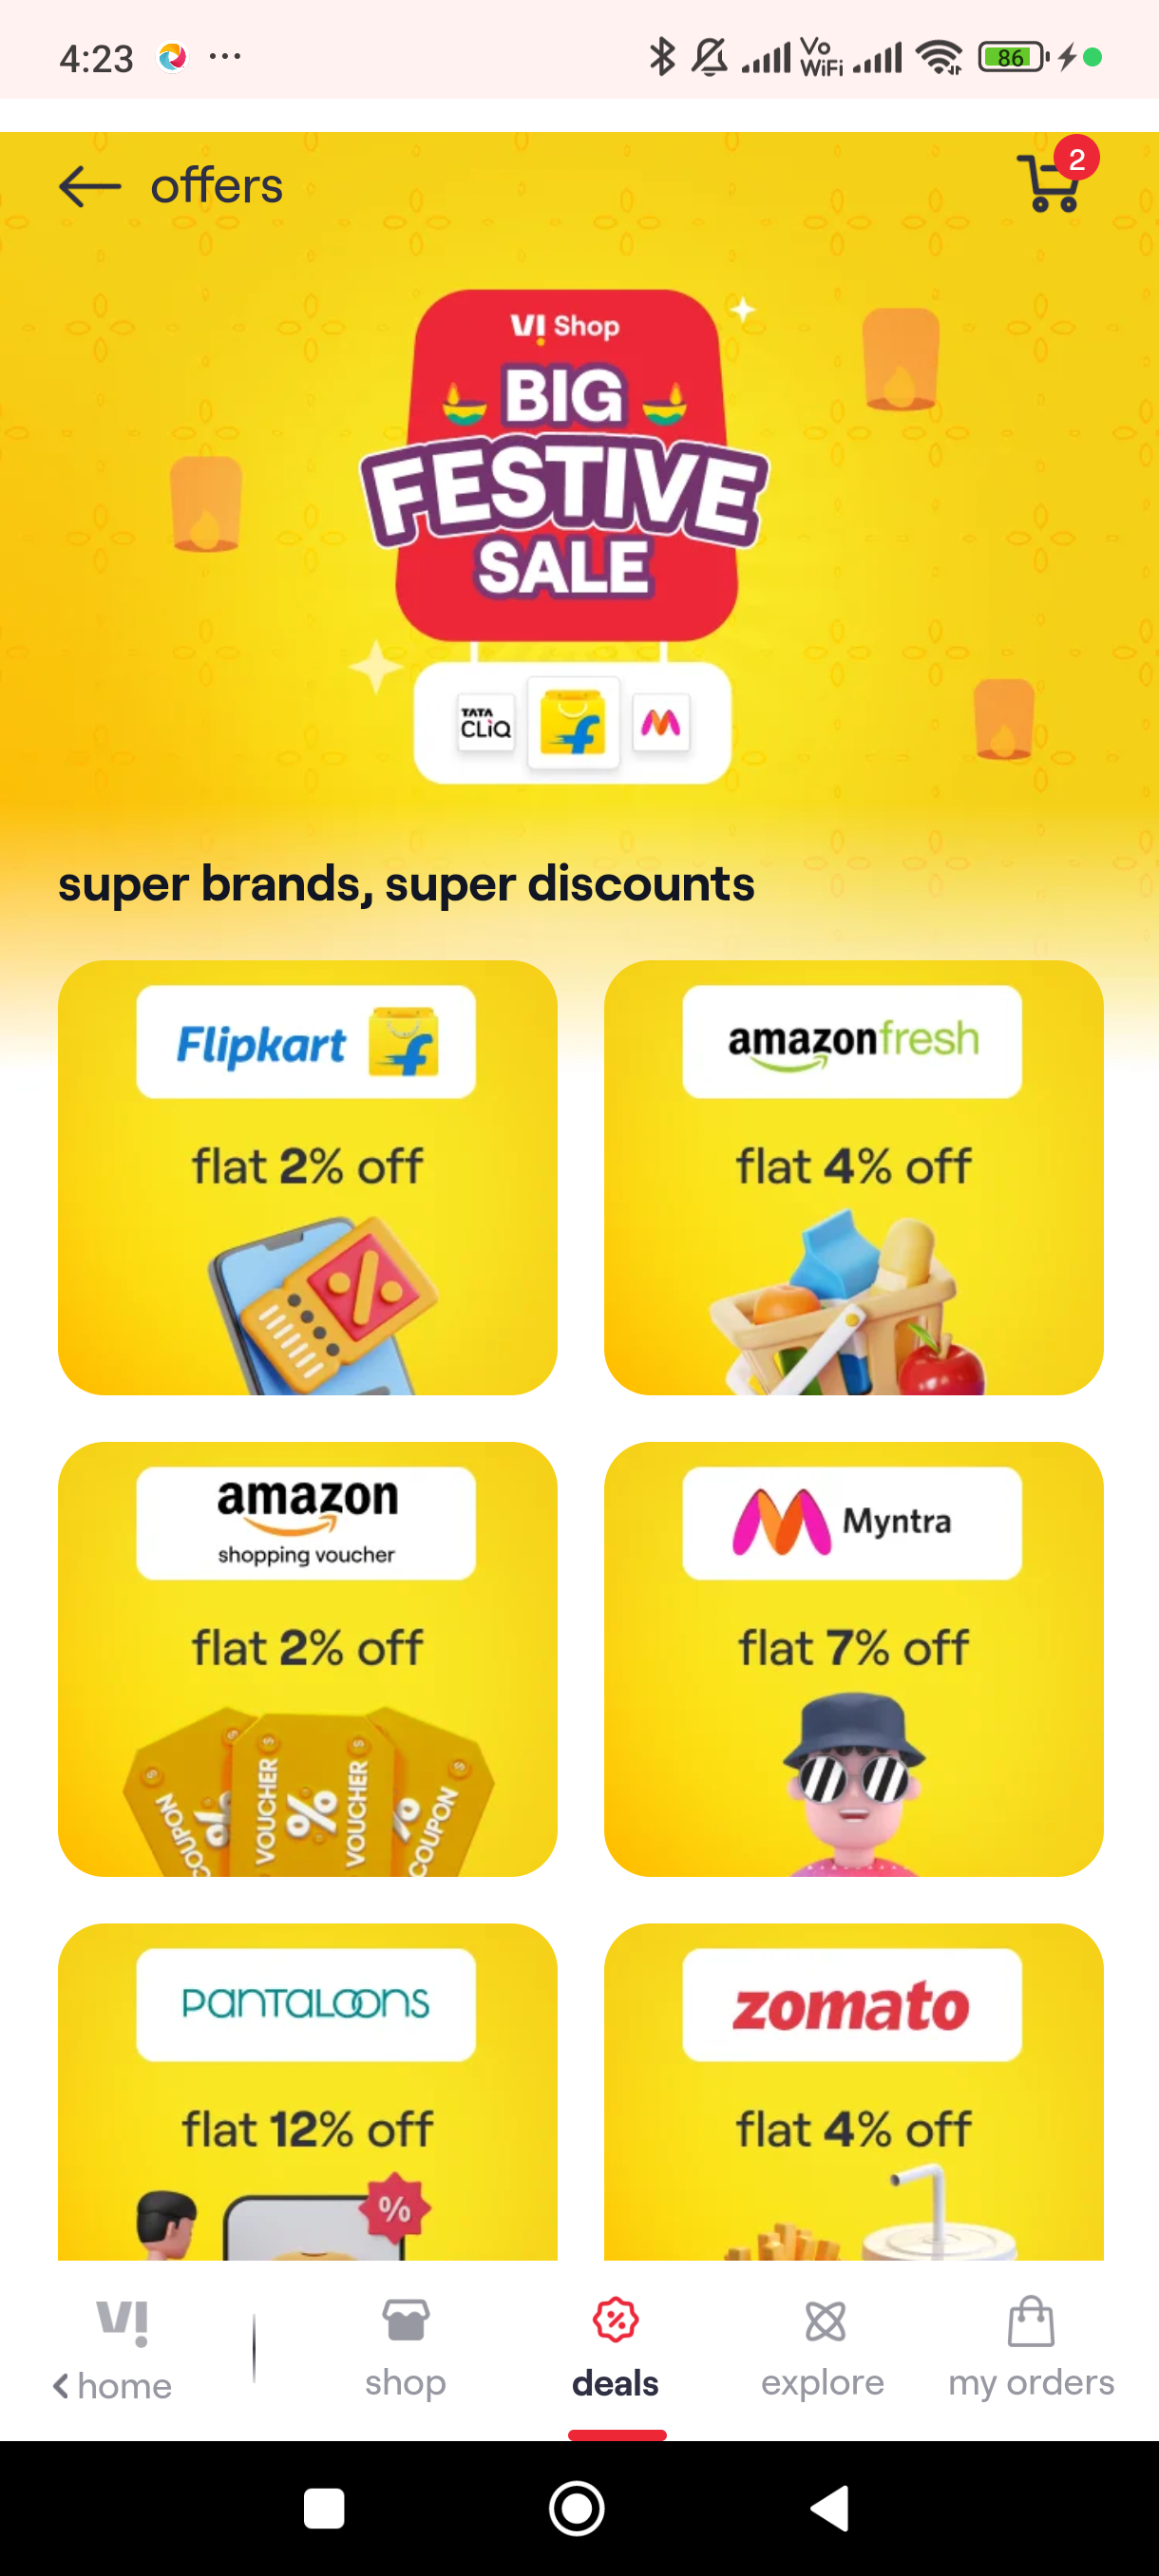 4:23
Vo
WiFi
86
offers
2
VI Shop
BIG
FESTIVE
SALE
TATA
CLiQ
super brands, super discounts
Flipkart
amazonfresh
flat 2% off
flat 4% off
amazon
shopping voucher
Myntra
flat 2% off
flat 7% off
COUPON
%
VOUCHER
%
VOUCHER
%
COUPON
PANTALOONS
zomato
flat 12% off
flat 4% off
%
VI
home
shop
deals
explore
my orders